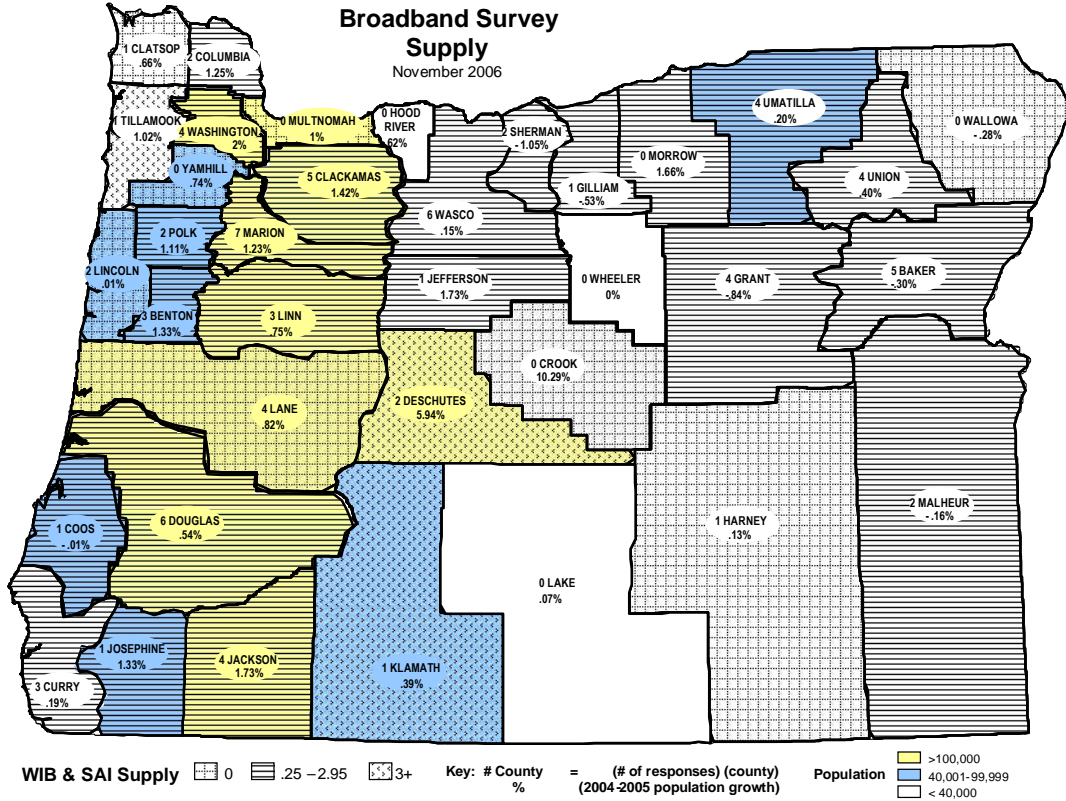 Broadband Survey
Supply
November 2006
1 CLATSOP
.66%
2 COLUMBIA
1.25%
1 TILLAMOOK
1.02%
4 WASHINGTON
2%
0 MULTNOMAH
1%
0 HOOD
RIVER
.62%
2 SHERMAN
-1.05%
4 UMATILLA
.20%
0 WALLOWA
-.28%
0 YAMHILL
.74%
5 CLACKAMAS
1.42%
1 GILLIAM
-.53%
0 MORROW
1.66%
4 UNION
.40%
2 POLK
1.11%
7 MARION
1.23%
6 WASCO
.15%
2 LINCOLN
.01%
1 JEFFERSON
1.73%
0 WHEELER
0%
4 GRANT
-.84%
5 BAKER
-.30%
3 BENTON
1.33%
3 LINN
.75%
0 CROOK
10.29%
4 LANE
.82%
2 DESCHUTES
5.94%
1 COOS
-.01%
6 DOUGLAS
.54%
1 HARNEY
.13%
2 MALHEUR
-.16%
0 LAKE
.07%
1 JOSEPHINE
1.33%
4 JACKSON
1.73%
1 KLAMATH
.39%
3 CURRY
.19%
WIB & SAI Supply 0 .25 – 2.95 3+
Key: # County = (# of responses) (county)
% (2004-2005 population growth)
Population
>100,000
40,001-99,999
< 40,000